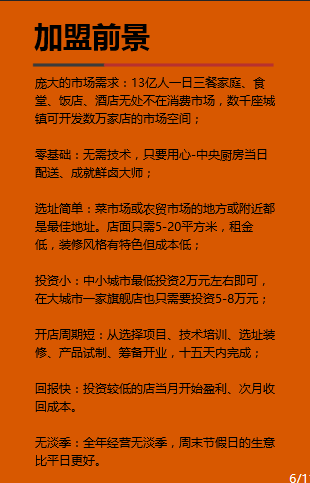 加盟前景
庞大的市场需求：13亿人一日三餐家庭、食
堂、饭店、酒店无处不在消费市场，数千座城
镇可开发数万家店的市场空间；
零基础：无需技术，只要用心-中央厨房当日
配送、成就鲜卤大师；
选址简单：菜市场或农贸市场的地方或附近都
是最佳地址。店面只需5-20平方米，租金
低，装修风格有特色但成本低；
投资小：中小城市最低投资2万元左右即可，
在大城市一家旗舰店也只需要投资5-8万元；
开店周期短：从选择项目、技术培训、选址装
修、产品试制、筹备开业，十五天内完成；
回报快：投资较低的店当月开始盈利、次月收
回成本。
无淡季：全年经营无淡季，周末节假日的生意
比平日更好。